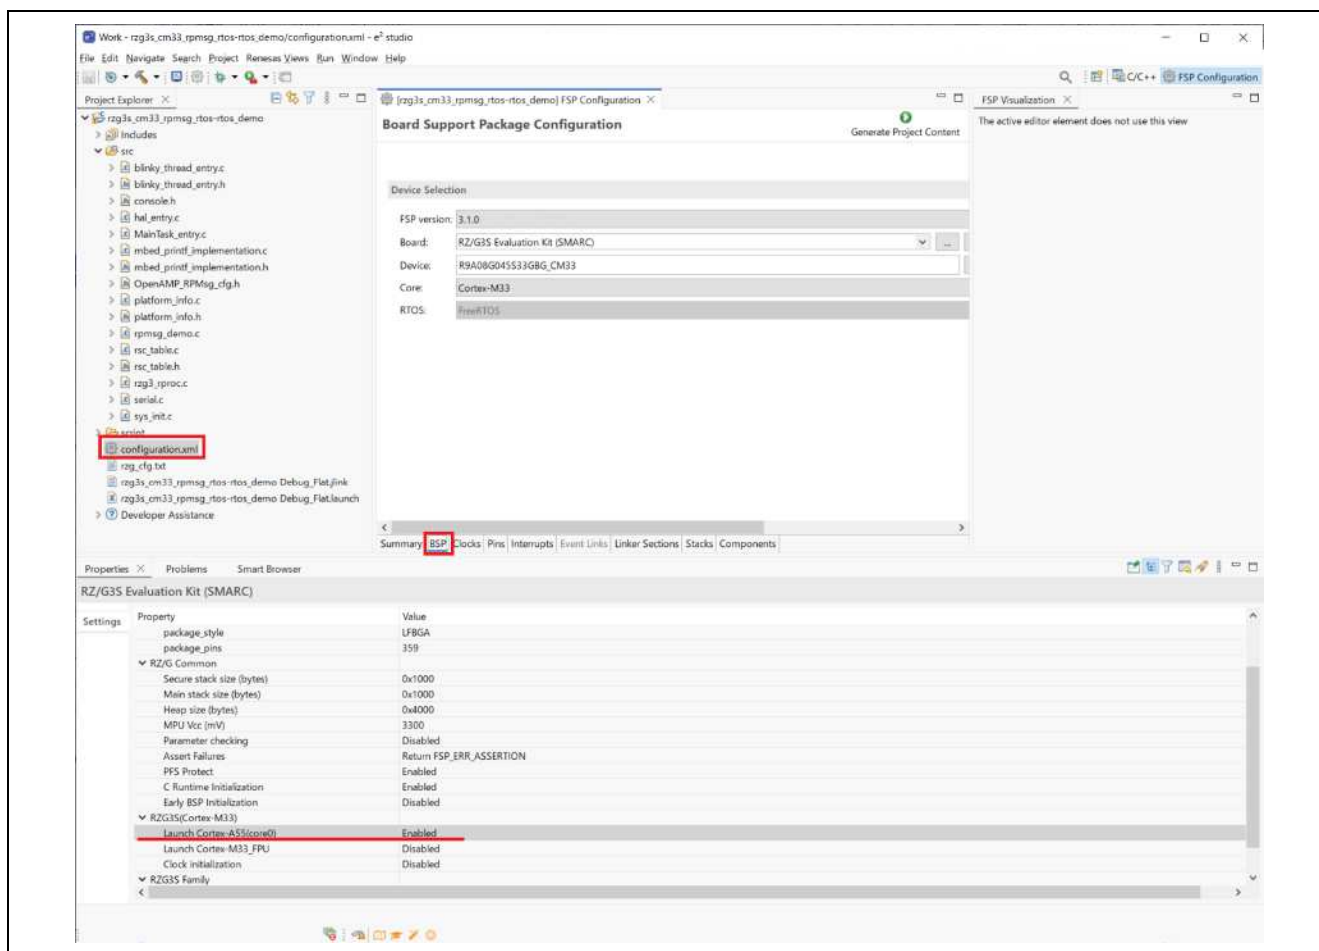 Work - rzg3s_cm33_rpmsg_rtos-rtos_demo/configuration.xml - e² studio
File Edit Navigate Search Project Renesas Views Run Window Help
C/C++ FSP Configuration
Project Explorer
[rzg3s_cm33_rpmsg_rtos-rtos_demo] FSP Configuration
FSP Visualization
rzg3s_cm33_rpmsg_rtos-rtos_demo
Includes
src
blinky_thread_entry.c
blinky_thread_entry.h
console.h
hal_entry.c
MainTask_entry.c
mbed_printf_implementation.c
mbed_printf_implementation.h
OpenAMP_RPMsg_cfg.h
platform_info.c
platform_info.h
rpmsg_demo.c
rsc_table.c
rsc_table.h
rzg3_rproc.c
serial.c
sys_init.c
script
configuration.xml
rzg_cfg.txt
rzg3s_cm33_rpmsg_rtos-rtos_demo Debug_Flat.jlink
rzg3s_cm33_rpmsg_rtos-rtos_demo Debug_Flat.launch
Developer Assistance
Board Support Package Configuration
Generate Project Content
Device Selection
FSP version: 3.1.0
Board: RZ/G3S Evaluation Kit (SMARC) ...
Device: R9A08G045S33GBG_CM33
Core: Cortex-M33
RTOS: FreeRTOS
Summary BSP Clocks Pins Interrupts Event Links Linker Sections Stacks Components
The active editor element does not use this view
Properties Problems Smart Browser
RZ/G3S Evaluation Kit (SMARC)
Settings
Property Value
package_style LFBGA
package_pins 359
RZ/G Common
Secure stack size (bytes) 0x1000
Main stack size (bytes) 0x1000
Heap size (bytes) 0x4000
MPU Vcc (mV) 3300
Parameter checking Disabled
Assert Failures Return FSP_ERR_ASSERTION
PFS Protect Enabled
C Runtime Initialization Enabled
Early BSP Initialization Disabled
RZG3S(Cortex-M33)
Launch Cortex-A55(core0) Enabled
Launch Cortex-M33_FPU Disabled
Clock initialization Disabled
RZG3S Family